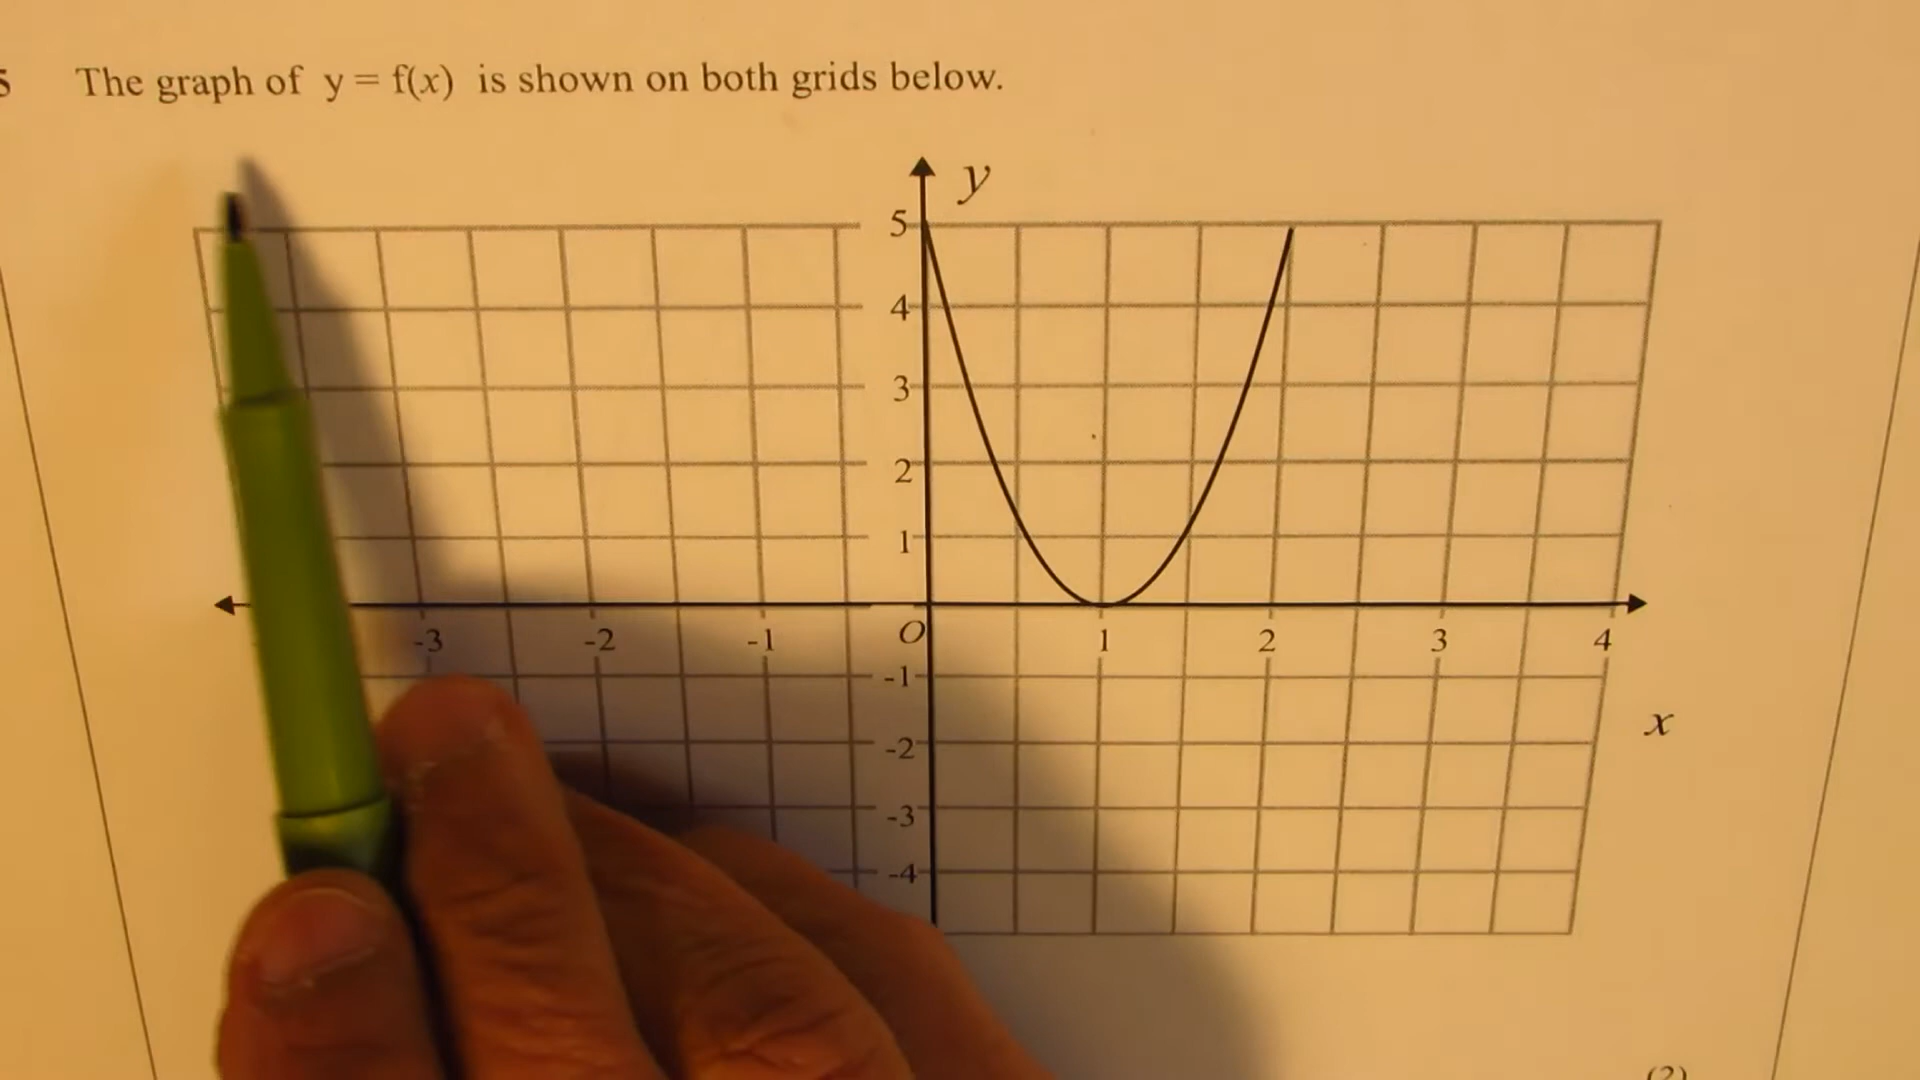 5 The graph of y = f(x) is shown on both grids below.
y
5
4
3
2
1
-3 -2 -1 O 1 2 3 4
-1
x
-2
-3
-4
(2)